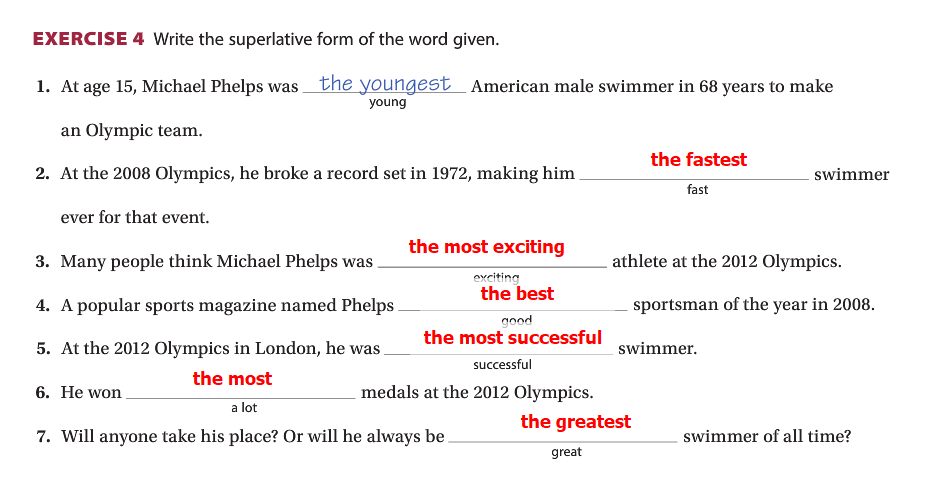 EXERCISE 4 Write the superlative form of the word given.
1. At age 15, Michael Phelps was the youngest American male swimmer in 68 years to make
young
an Olympic team.
the fastest
2. At the 2008 Olympics, he broke a record set in 1972, making him ____ swimmer
fast
ever for that event.
the most exciting
3. Many people think Michael Phelps was ____ athlete at the 2012 Olympics.
exciting
the best
4. A popular sports magazine named Phelps ____ sportsman of the year in 2008.
good
the most successful
5. At the 2012 Olympics in London, he was ____ swimmer.
successful
the most
6. He won ____ medals at the 2012 Olympics.
a lot
the greatest
7. Will anyone take his place? Or will he always be ____ swimmer of all time?
great